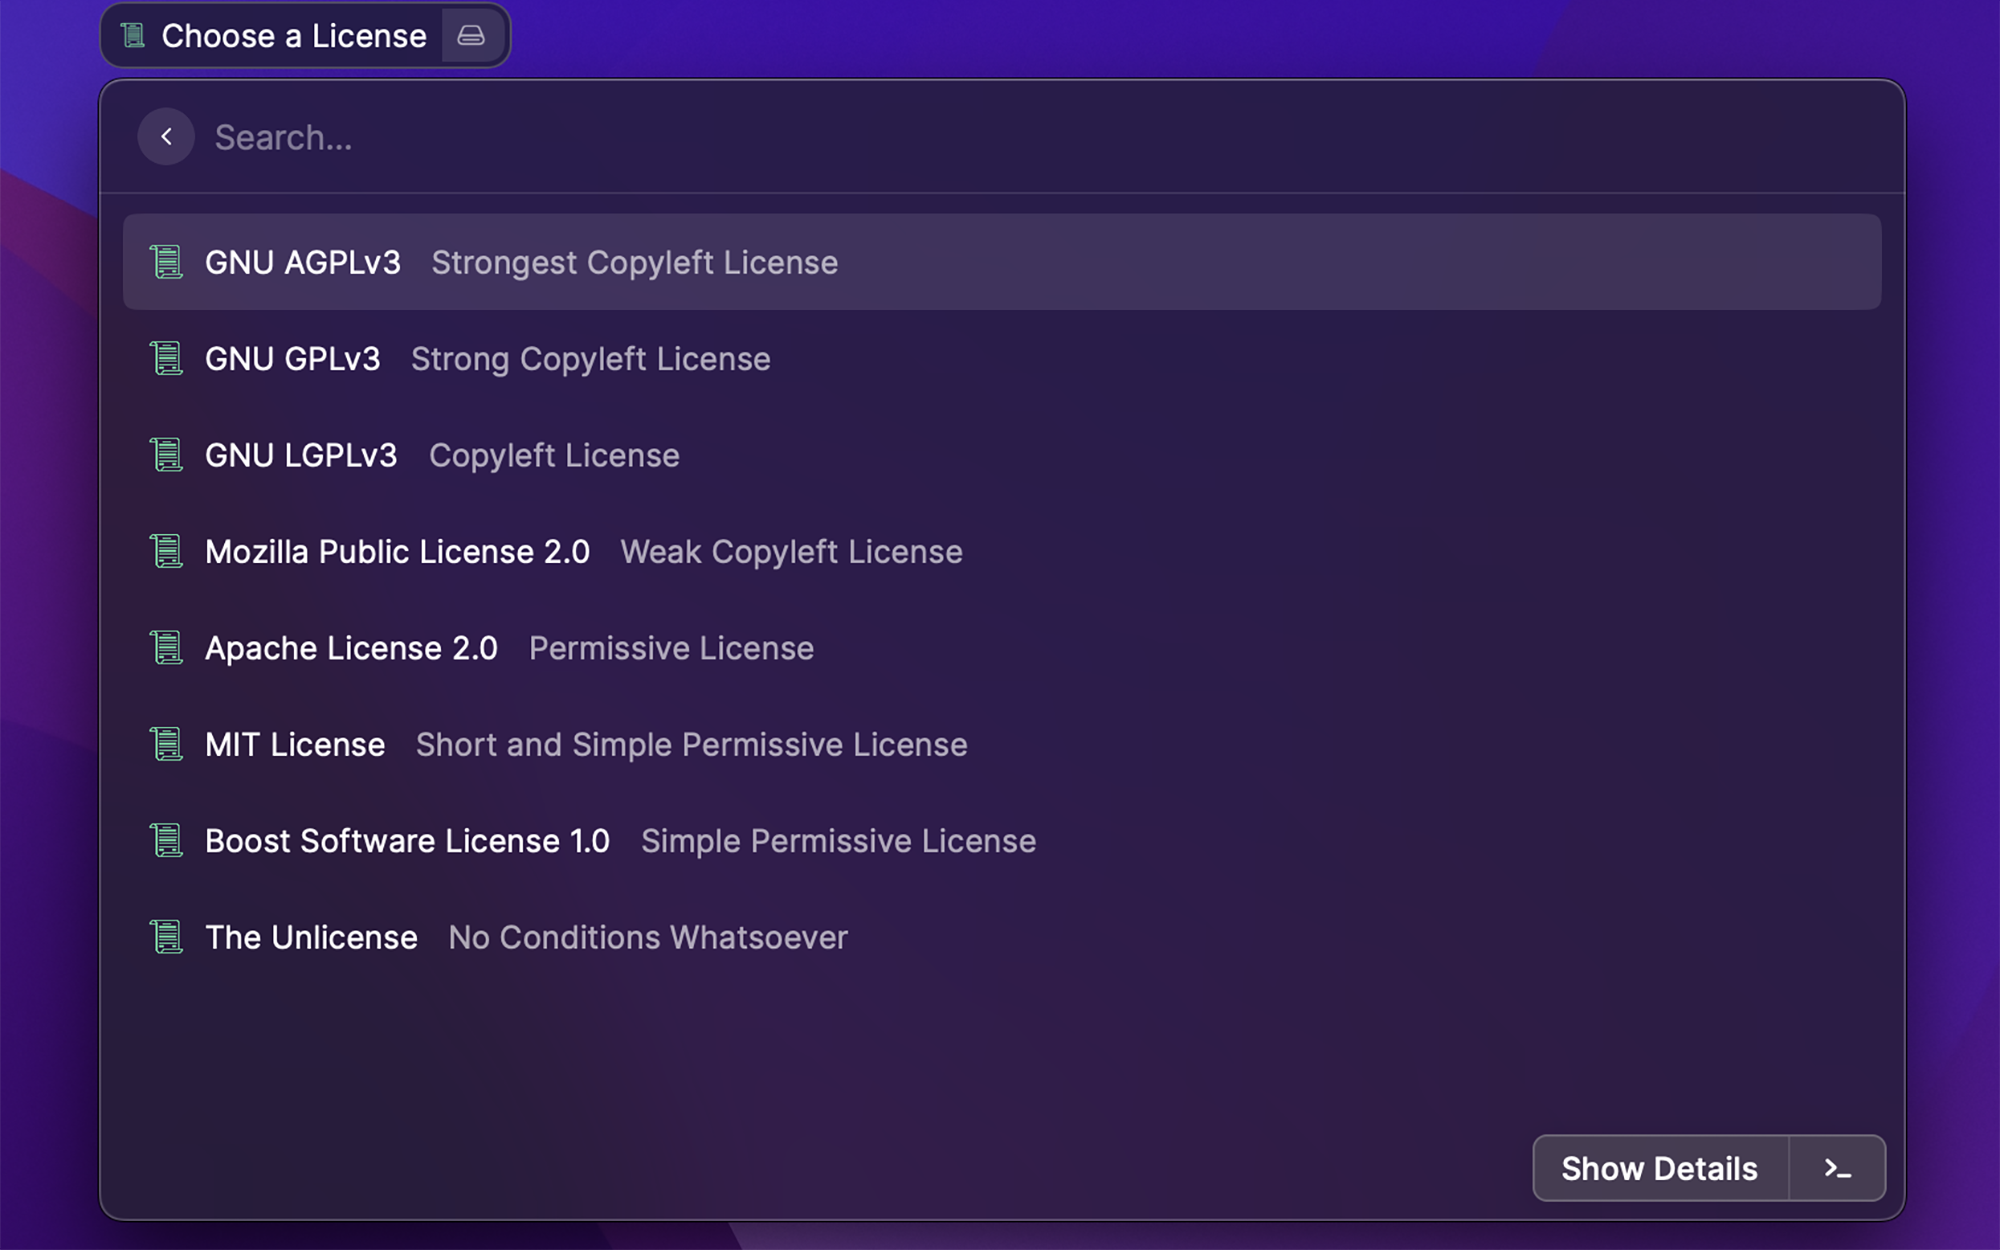 Choose a License
Search...
GNU AGPLv3 Strongest Copyleft License
GNU GPLv3 Strong Copyleft License
GNU LGPLv3 Copyleft License
Mozilla Public License 2.0 Weak Copyleft License
Apache License 2.0 Permissive License
MIT License Short and Simple Permissive License
Boost Software License 1.0 Simple Permissive License
The Unlicense No Conditions Whatsoever
Show Details